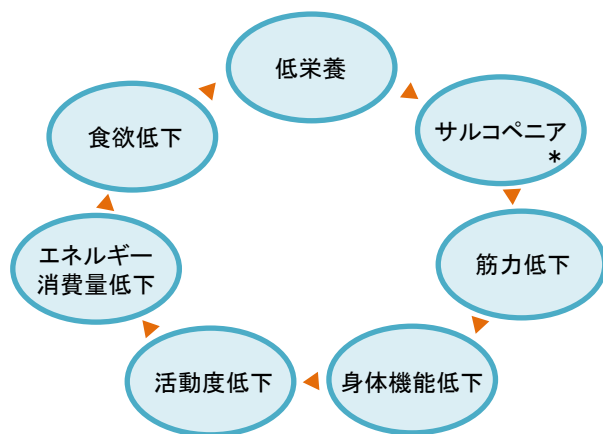 低栄養
サルコペニア
*
筋力低下
身体機能低下
活動度低下
エネルギー
消費量低下
食欲低下